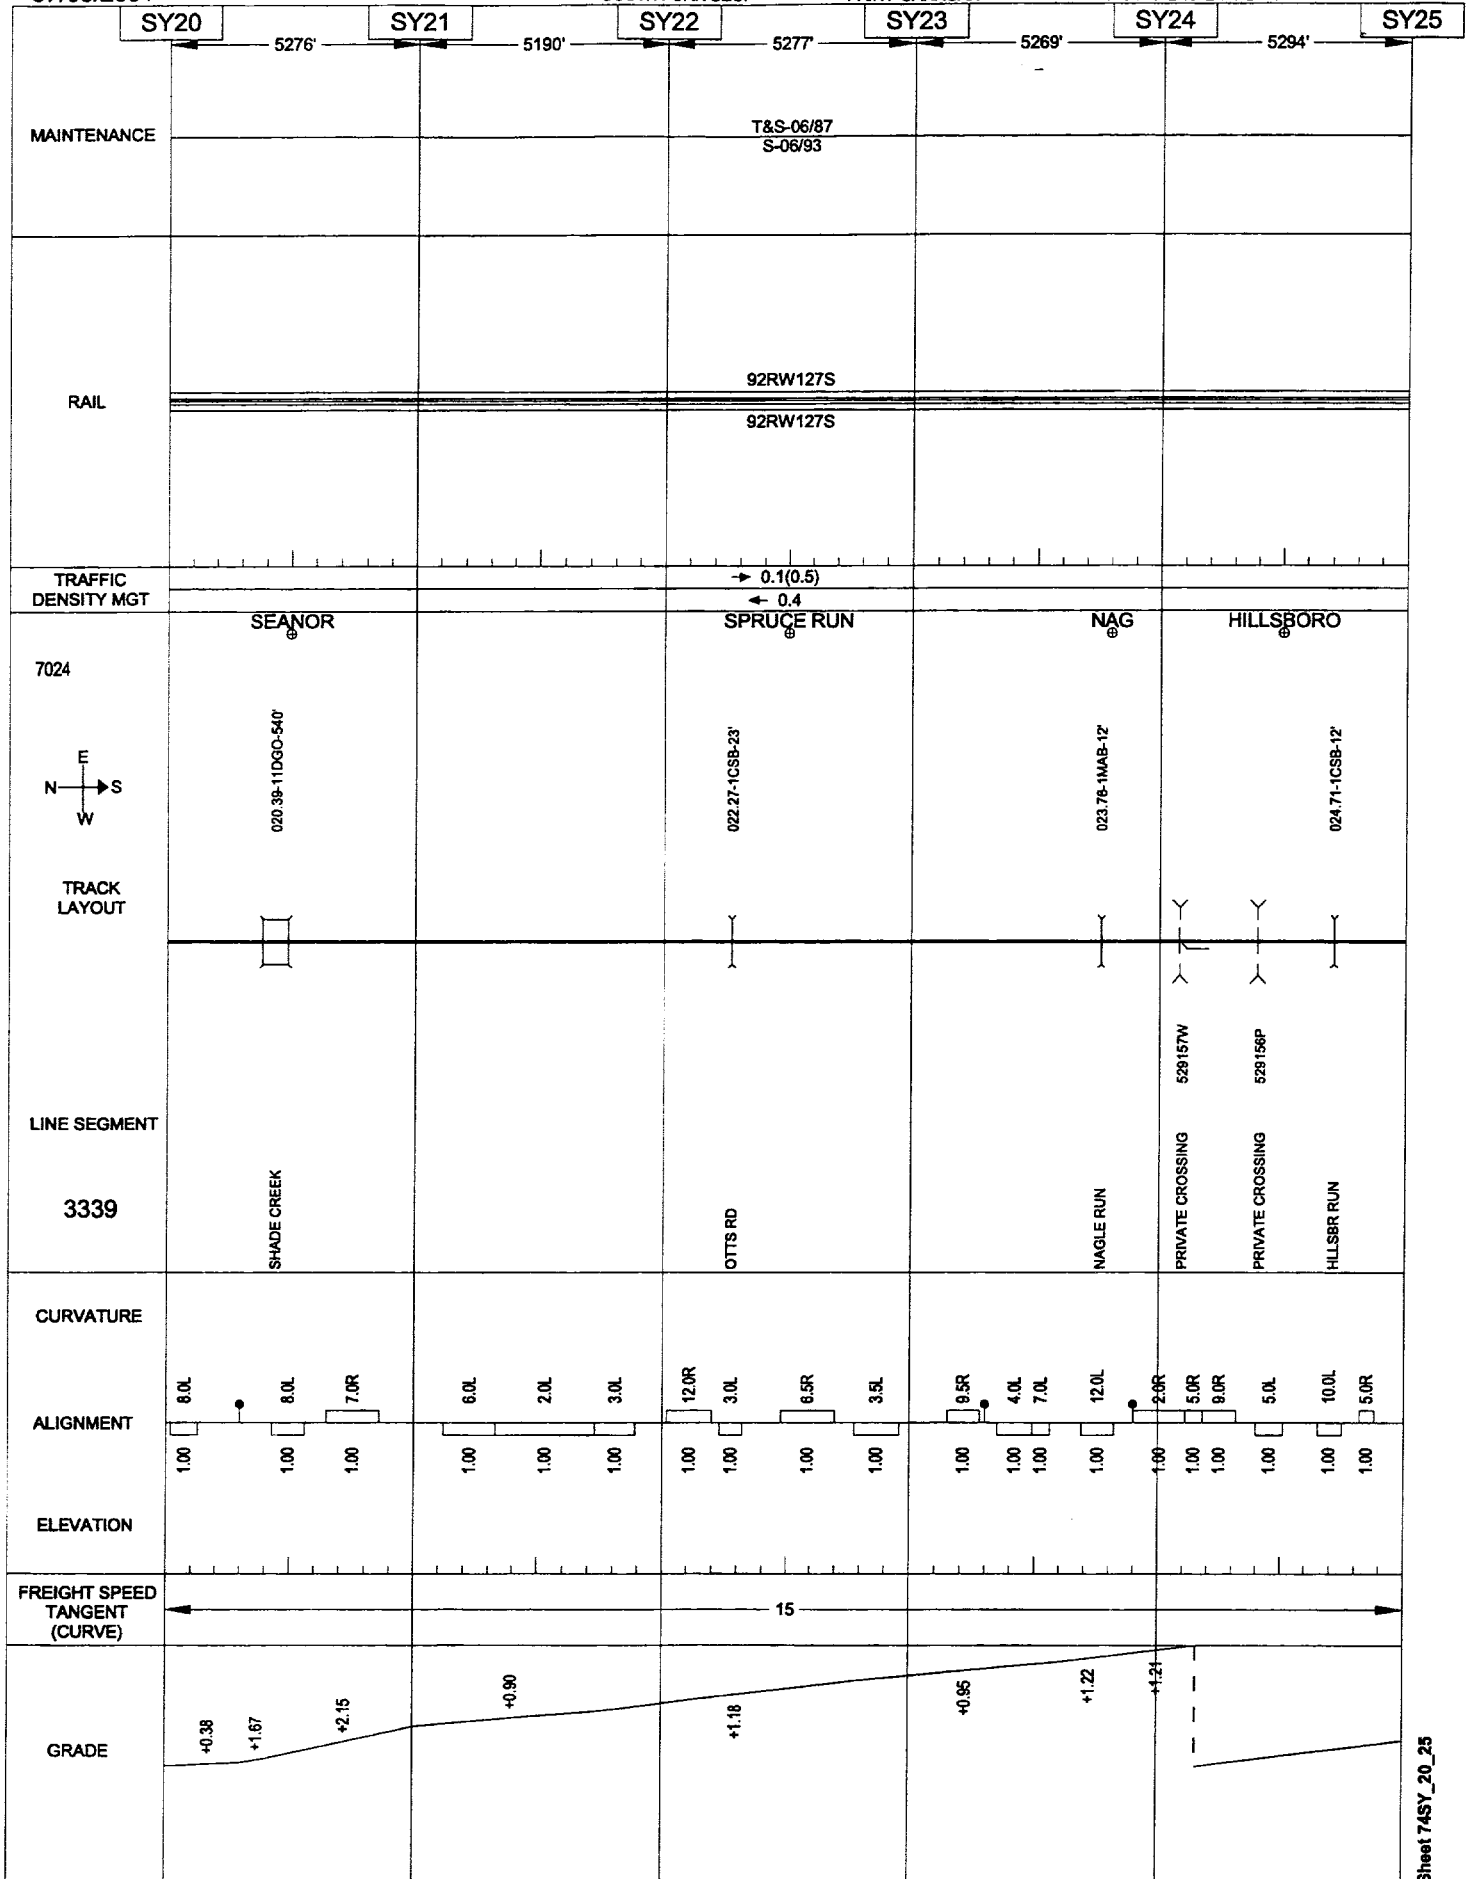 SY20 SY21 SY22 SY23 SY24 SY25
5276' 5190' 5277' 5269' 5294'
MAINTENANCE
T&S-06/87
S-06/93
RAIL
92RW127S
92RW127S
TRAFFIC
DENSITY MGT
→ 0.1(0.5)
← 0.4
SEANOR SPRUCE RUN NAG HILLSBORO
7024
E
N S
W
020.39-11DGO-540'
022.27-1CSB-23'
023.76-1MAB-12'
024.71-1CSB-12'
TRACK
LAYOUT
529157W
529156P
LINE SEGMENT
3339
SHADE CREEK
OTTS RD
NAGLE RUN
PRIVATE CROSSING
PRIVATE CROSSING
HLLSBR RUN
CURVATURE
8.0L 8.0L 7.0R 6.0L 2.0L 3.0L 12.0R 3.0L 6.5R 3.5L 9.5R 4.0L 7.0L 12.0L 2.0R 5.0R 9.0R 5.0L 10.0L 5.0R
ALIGNMENT
1.00 1.00 1.00 1.00 1.00 1.00 1.00 1.00 1.00 1.00 1.00 1.00 1.00 1.00 1.00 1.00 1.00 1.00 1.00 1.00
ELEVATION
FREIGHT SPEED
TANGENT
(CURVE)
15
GRADE
+0.38 +1.67 +2.15 +0.90 +1.18 +0.95 +1.22 +1.21
Sheet 74SY_20_25